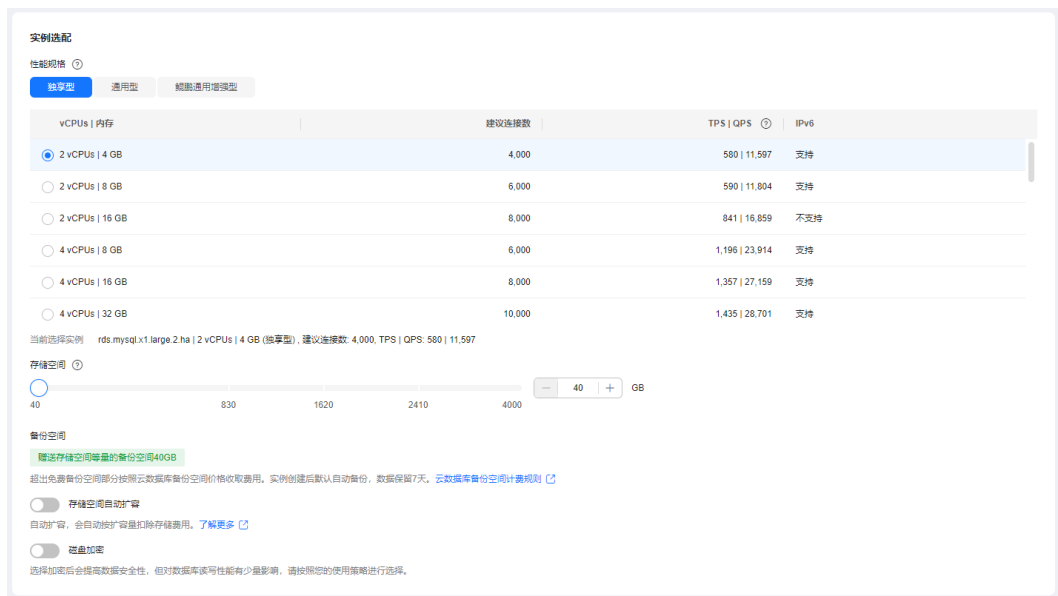 实例选配
性能规格
独享型 通用型 鲲鹏通用增强型
vCPUs | 内存 建议连接数 TPS | QPS IPv6
2 vCPUs | 4 GB 4,000 580 | 11,597 支持
2 vCPUs | 8 GB 6,000 590 | 11,804 支持
2 vCPUs | 16 GB 8,000 841 | 16,859 不支持
4 vCPUs | 8 GB 6,000 1,196 | 23,914 支持
4 vCPUs | 16 GB 8,000 1,357 | 27,159 支持
4 vCPUs | 32 GB 10,000 1,435 | 28,701 支持
当前选择实例 rds.mysql.x1.large.2.ha | 2 vCPUs | 4 GB (独享型) , 建议连接数: 4,000, TPS | QPS: 580 | 11,597
存储空间
40 GB
40 830 1620 2410 4000
备份空间
赠送存储空间等量的备份空间40GB
超出免费备份空间部分按照云数据库备份空间价格收取费用。实例创建后默认自动备份，数据保留7天。云数据库备份空间计费规则
存储空间自动扩容
自动扩容，会自动按扩容量扣除存储费用。了解更多
磁盘加密
选择加密后会提高数据安全性，但对数据库读写性能有少量影响，请按照您的使用策略进行选择。